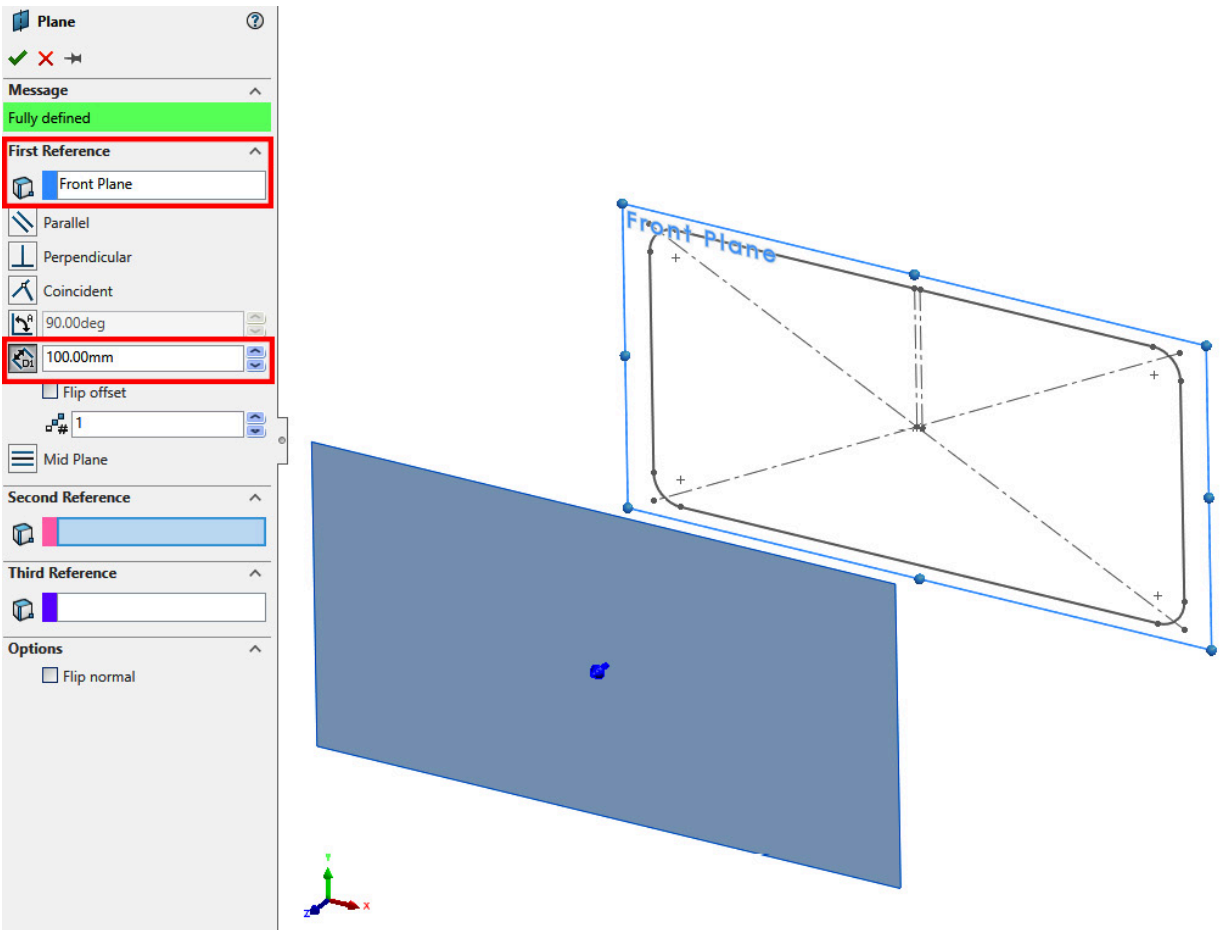 Plane
Message
Fully defined
First Reference
Front Plane
Parallel
Perpendicular
Coincident
90.00deg
100.00mm
Flip offset
1
Mid Plane
Second Reference
Third Reference
Options
Flip normal
Front Plane
Y
X
Z